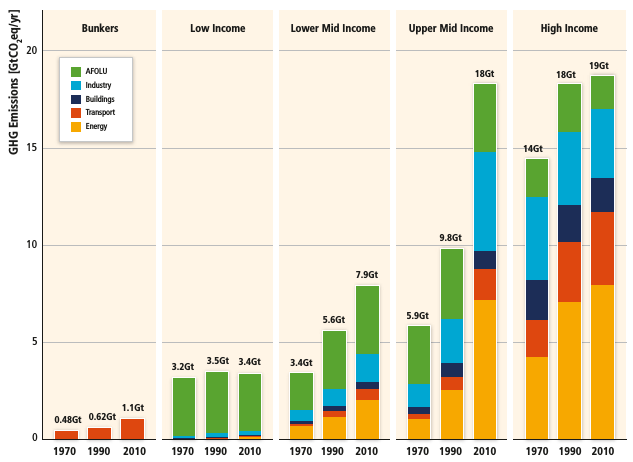 GHG Emissions [GtCO2eq/yr]
Bunkers
Low Income
Lower Mid Income
Upper Mid Income
High Income
20
15
10
5
0
AFOLU
Industry
Buildings
Transport
Energy
0.48Gt
0.62Gt
1.1Gt
3.2Gt
3.5Gt
3.4Gt
3.4Gt
5.6Gt
7.9Gt
5.9Gt
9.8Gt
18Gt
14Gt
18Gt
19Gt
1970 1990 2010
1970 1990 2010
1970 1990 2010
1970 1990 2010
1970 1990 2010